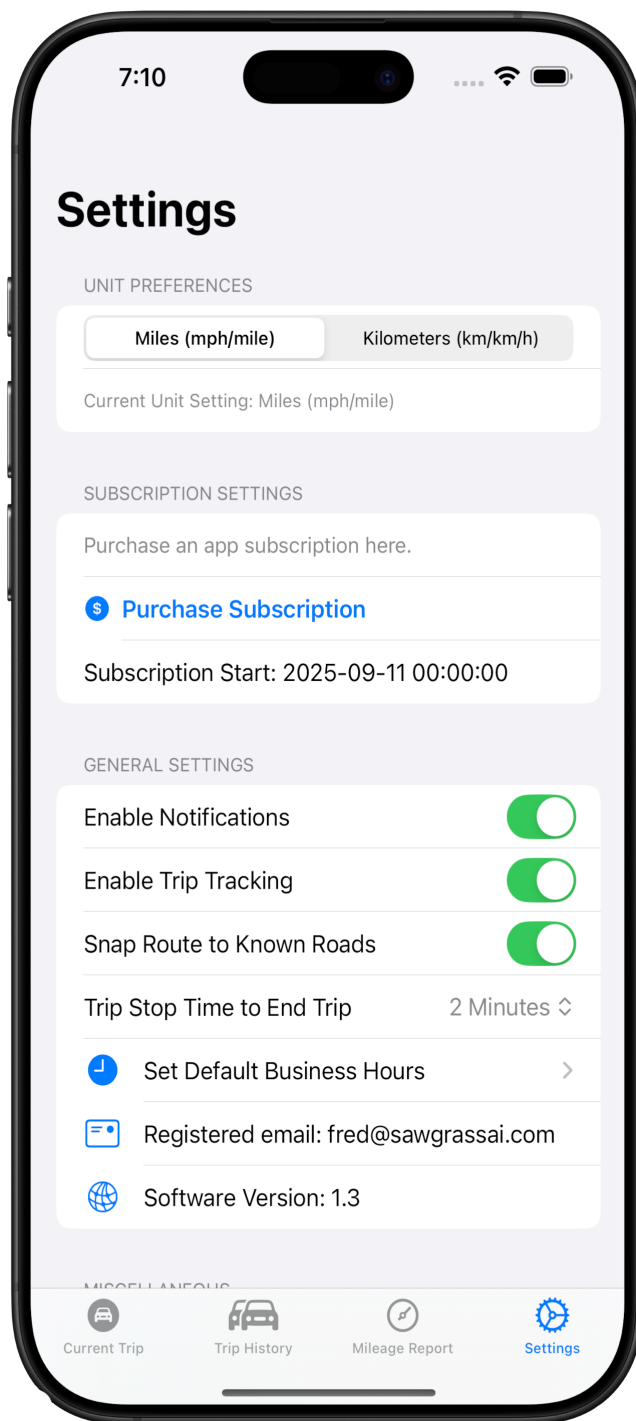 7:10
Settings
UNIT PREFERENCES
Miles (mph/mile)
Kilometers (km/km/h)
Current Unit Setting: Miles (mph/mile)
SUBSCRIPTION SETTINGS
Purchase an app subscription here.
$ Purchase Subscription
Subscription Start: 2025-09-11 00:00:00
GENERAL SETTINGS
Enable Notifications
Enable Trip Tracking
Snap Route to Known Roads
Trip Stop Time to End Trip 2 Minutes
Set Default Business Hours
Registered email: fred@sawgrassai.com
Software Version: 1.3
MISCELLANEOUS
Current Trip
Trip History
Mileage Report
Settings